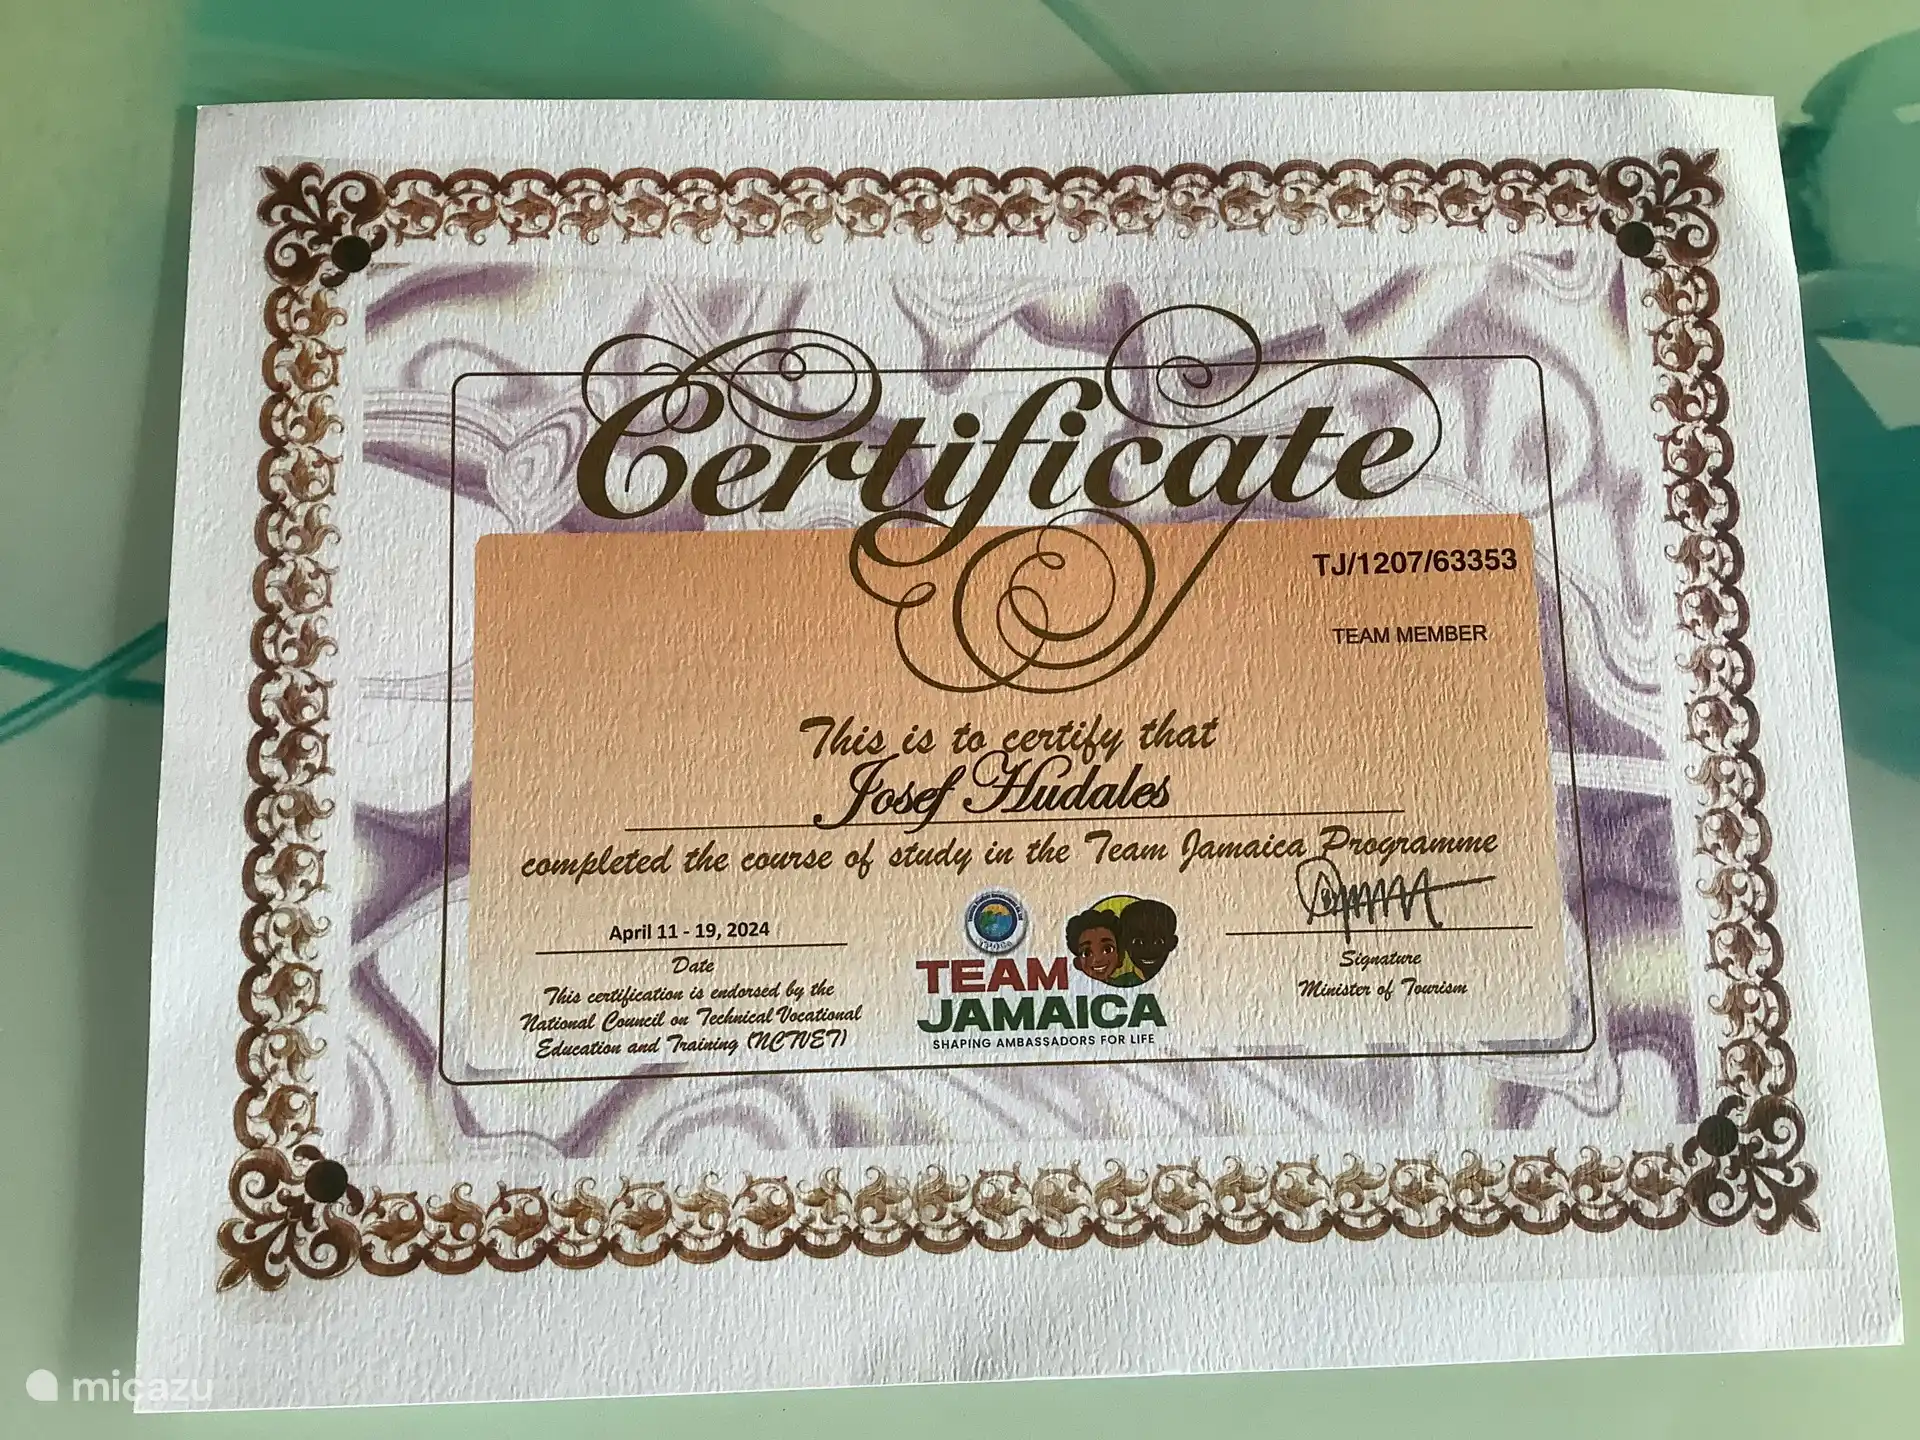 Certificate
TJ/1207/63353
TEAM MEMBER
This is to certify that
Josef Hudales
completed the course of study in the Team Jamaica Programme
April 11 - 19, 2024
Date
This certification is endorsed by the
National Council on Technical Vocational
Education and Training (NCTVET)
TEAM
JAMAICA
SHAPING AMBASSADORS FOR LIFE
Signature
Minister of Tourism
micazu